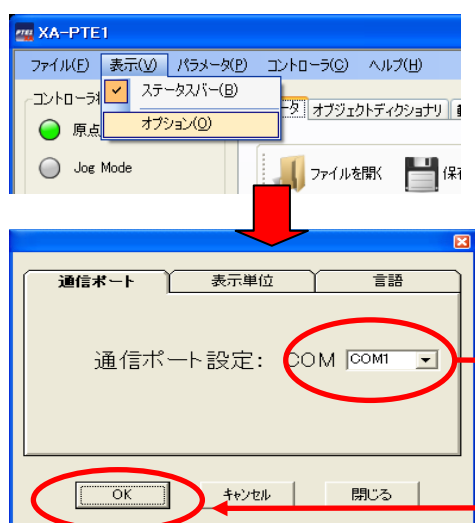 PTE1 XA-PTE1
ファイル(F) 表示(V) パラメータ(P) コントローラ(C) ヘルプ(H)
コントローラ
ステータスバー(B)
オプション(O)
ータ オブジェクトディクショナリ
原点
Jog Mode
ファイルを開く
通信ポート 表示単位 言語
通信ポート設定: COM COM1
OK キャンセル 閉じる